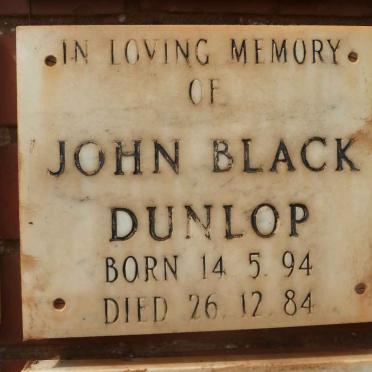 IN LOVING MEMORY
OF
JOHN BLACK
DUNLOP
BORN 14 5. 94
DIED 26. 12 84